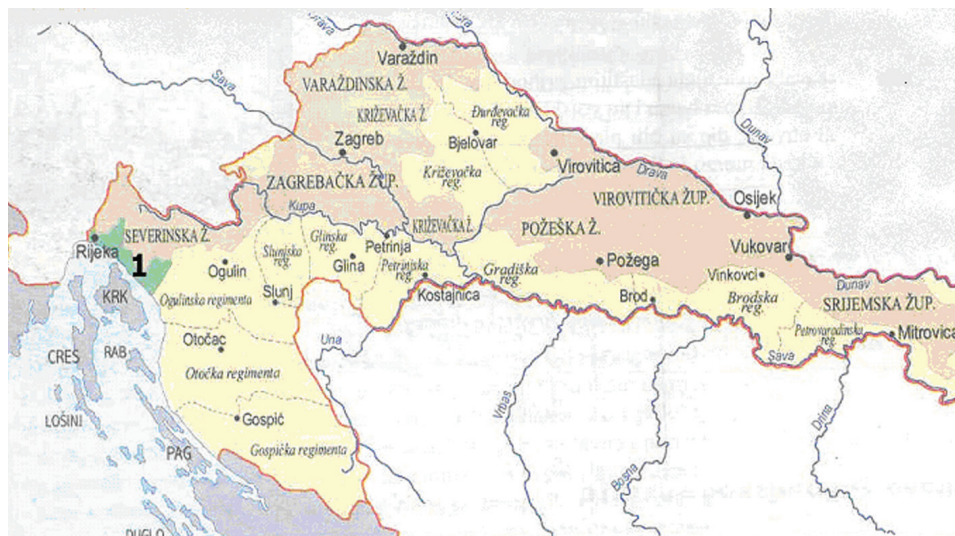 Drava
Varaždin
Sava
VARAŽDINSKA Ž.
KRIŽEVAČKA Ž.
Đurđevačka
reg.
Zagreb
Bjelovar
Dunav
Virovitica
Drava
Križevačka
reg.
ZAGREBAČKA ŽUP.
VIROVITIČKA ŽUP.
Osijek
Kupa
SEVERINSKA Ž.
Rijeka
1
Slunjska
reg.
Glinska
reg.
Petrinja
KRIŽEVAČKA Ž.
POŽEŠKA Ž.
Vukovar
Ogulin
Glina
Petrinjska
reg.
Gradiška
reg.
Požega
Vinkovci
Dunav
KRK
Ogulinska regimenta
Slunj
Kostajnica
Brod
Brodska
reg.
SRIJEMSKA ŽUP.
Petrovaradinska
reg.
Mitrovica
Otočac
Una
Sava
CRES
RAB
Otočka regimenta
LOŠINJ
Gospić
Vrbas
Drina
PAG
Gospićka regimenta
Bosna